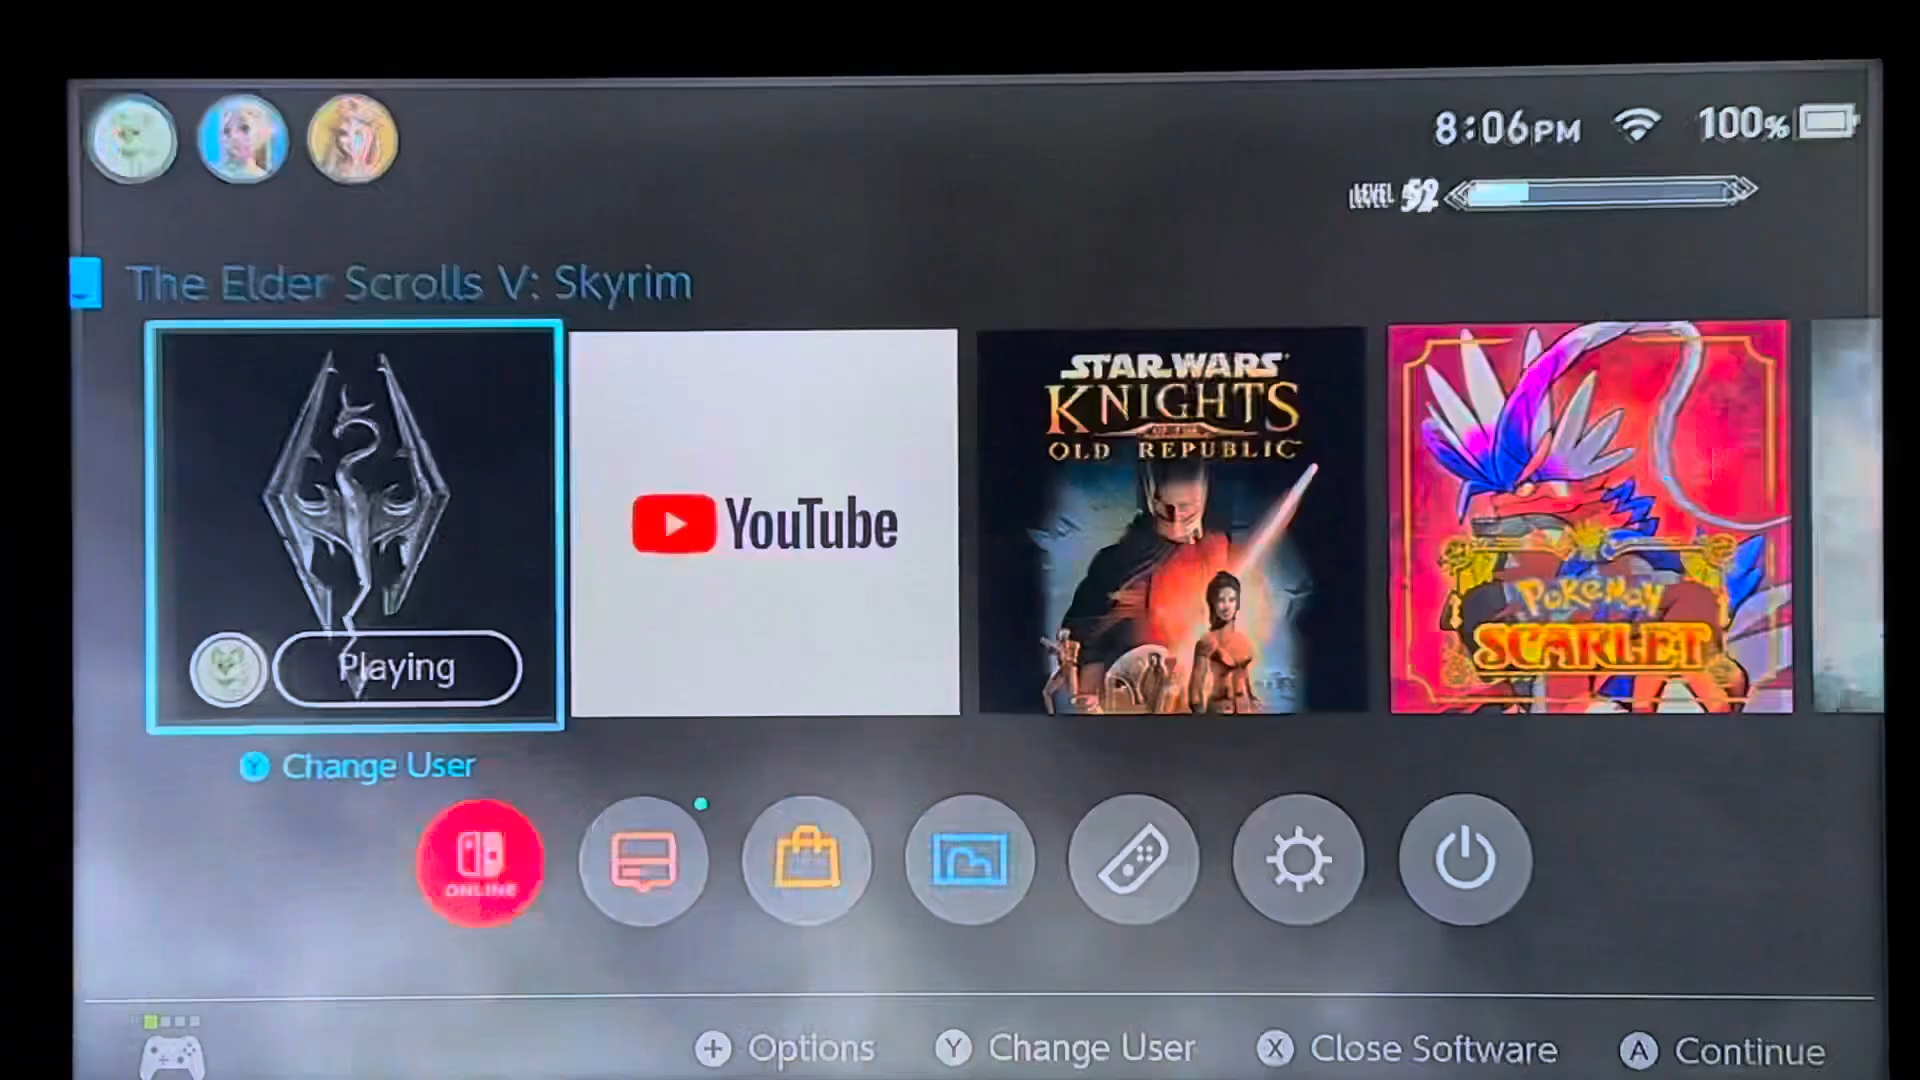 8:06PM 100%
LEVEL 52
The Elder Scrolls V: Skyrim
STAR WARS
KNIGHTS
OLD REPUBLIC
YouTube
POKÉMON
SCARLET
Playing
Y Change User
ONLINE
+ Options Y Change User X Close Software A Continue